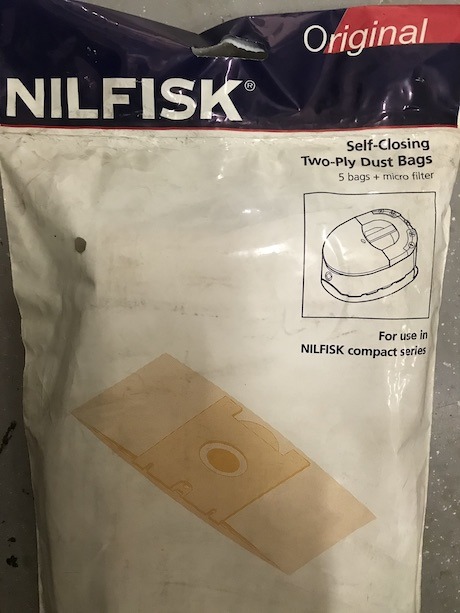 Original
NILFISK®
Self-Closing
Two-Ply Dust Bags
5 bags + micro filter
For use in
NILFISK compact series